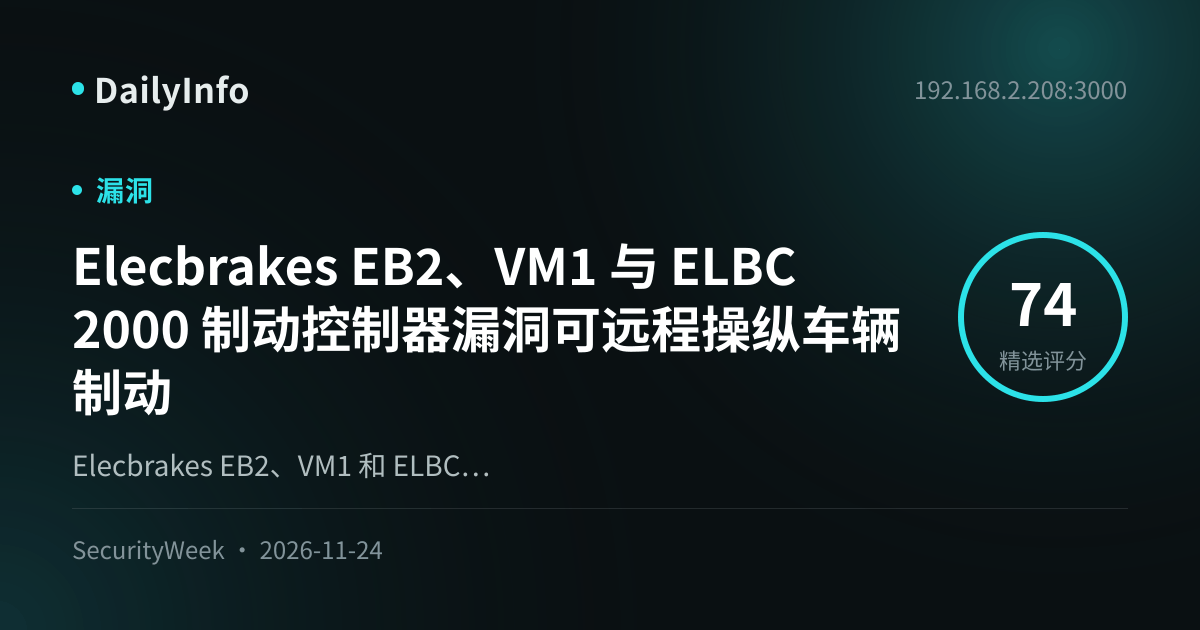 DailyInfo
192.168.2.208:3000
漏洞
Elecbrakes EB2、VM1 与 ELBC
2000 制动控制器漏洞可远程操纵车辆
制动
74
精选评分
Elecbrakes EB2、VM1 和 ELBC…
SecurityWeek • 2026-11-24